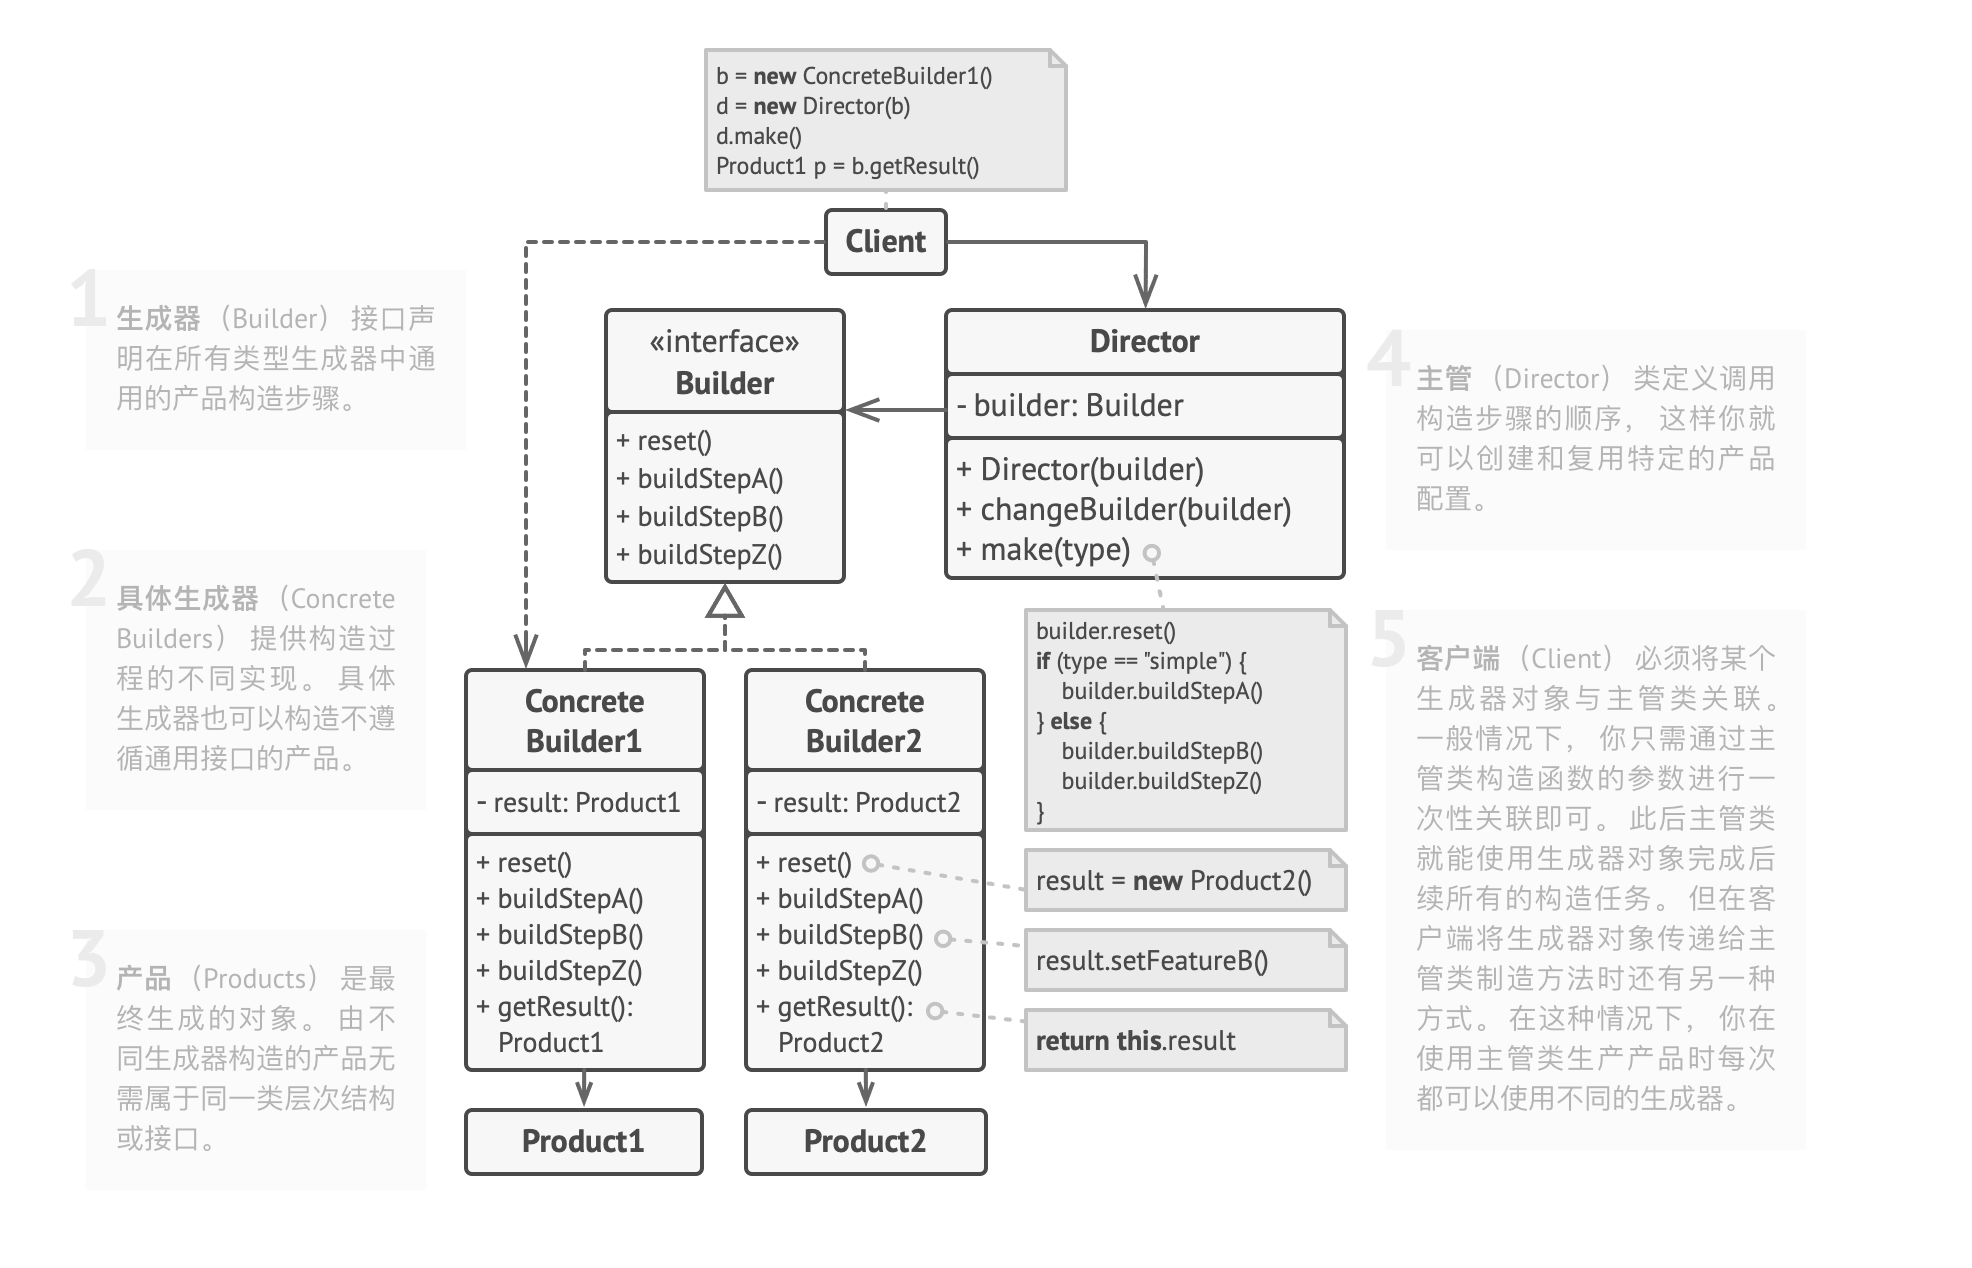 b = new ConcreteBuilder1()
d = new Director(b)
d.make()
Product1 p = b.getResult()
Client
1
生成器（Builder）接口声
明在所有类型生成器中通
用的产品构造步骤。
«interface»
Builder
+ reset()
+ buildStepA()
+ buildStepB()
+ buildStepZ()
Director
- builder: Builder
+ Director(builder)
+ changeBuilder(builder)
+ make(type)
4
主管（Director）类定义调用
构造步骤的顺序，这样你就
可以创建和复用特定的产品
配置。
2
具体生成器（Concrete
Builders）提供构造过
程的不同实现。具体
生成器也可以构造不遵
循通用接口的产品。
builder.reset()
if (type == "simple") {
builder.buildStepA()
} else {
builder.buildStepB()
builder.buildStepZ()
}
Concrete
Builder1
- result: Product1
+ reset()
+ buildStepA()
+ buildStepB()
+ buildStepZ()
+ getResult():
Product1
Concrete
Builder2
- result: Product2
+ reset()
+ buildStepA()
+ buildStepB()
+ buildStepZ()
+ getResult():
Product2
result = new Product2()
result.setFeatureB()
return this.result
5
客户端（Client）必须将某个
生成器对象与主管类关联。
一般情况下，你只需通过主
管类构造函数的参数进行一
次性关联即可。此后主管类
就能使用生成器对象完成后
续所有的构造任务。但在客
户端将生成器对象传递给主
管类制造方法时还有另一种
方式。在这种情况下，你在
使用主管类生产产品时每次
都可以使用不同的生成器。
3
产品（Products）是最
终生成的对象。由不
同生成器构造的产品无
需属于同一类层次结构
或接口。
Product1
Product2